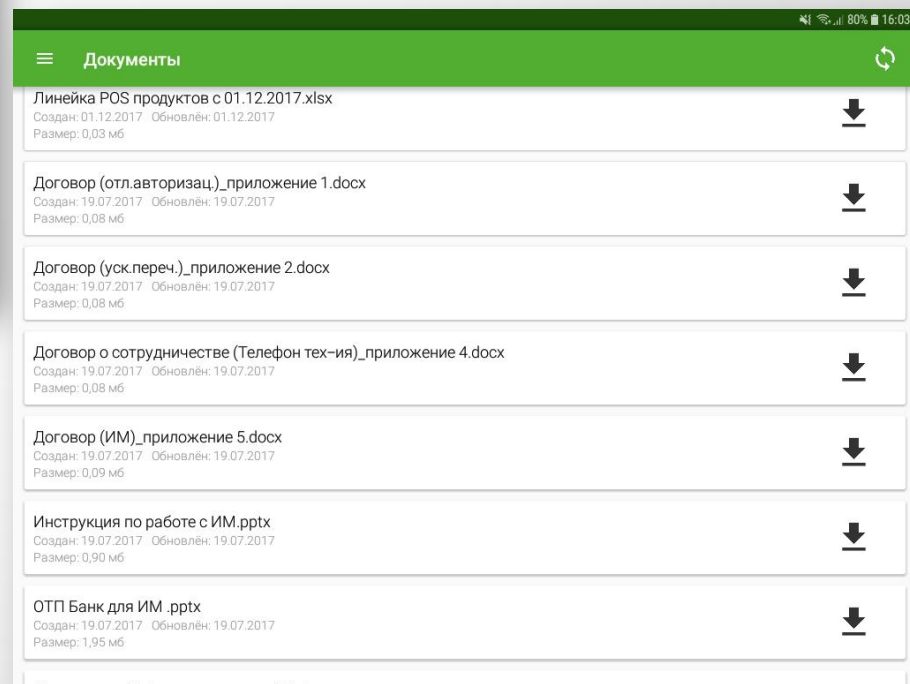 80% 16:03
Документы
Линейка POS продуктов с 01.12.2017.xlsx
Создан: 01.12.2017 Обновлён: 01.12.2017
Размер: 0,03 мб
Договор (отл.авторизац.)_приложение 1.docx
Создан: 19.07.2017 Обновлён: 19.07.2017
Размер: 0,08 мб
Договор (уск.переч.)_приложение 2.docx
Создан: 19.07.2017 Обновлён: 19.07.2017
Размер: 0,08 мб
Договор о сотрудничестве (Телефон тех-ия)_приложение 4.docx
Создан: 19.07.2017 Обновлён: 19.07.2017
Размер: 0,08 мб
Договор (ИМ)_приложение 5.docx
Создан: 19.07.2017 Обновлён: 19.07.2017
Размер: 0,09 мб
Инструкция по работе с ИМ.pptx
Создан: 19.07.2017 Обновлён: 19.07.2017
Размер: 0,90 мб
ОТП Банк для ИМ .pptx
Создан: 19.07.2017 Обновлён: 19.07.2017
Размер: 1,95 мб